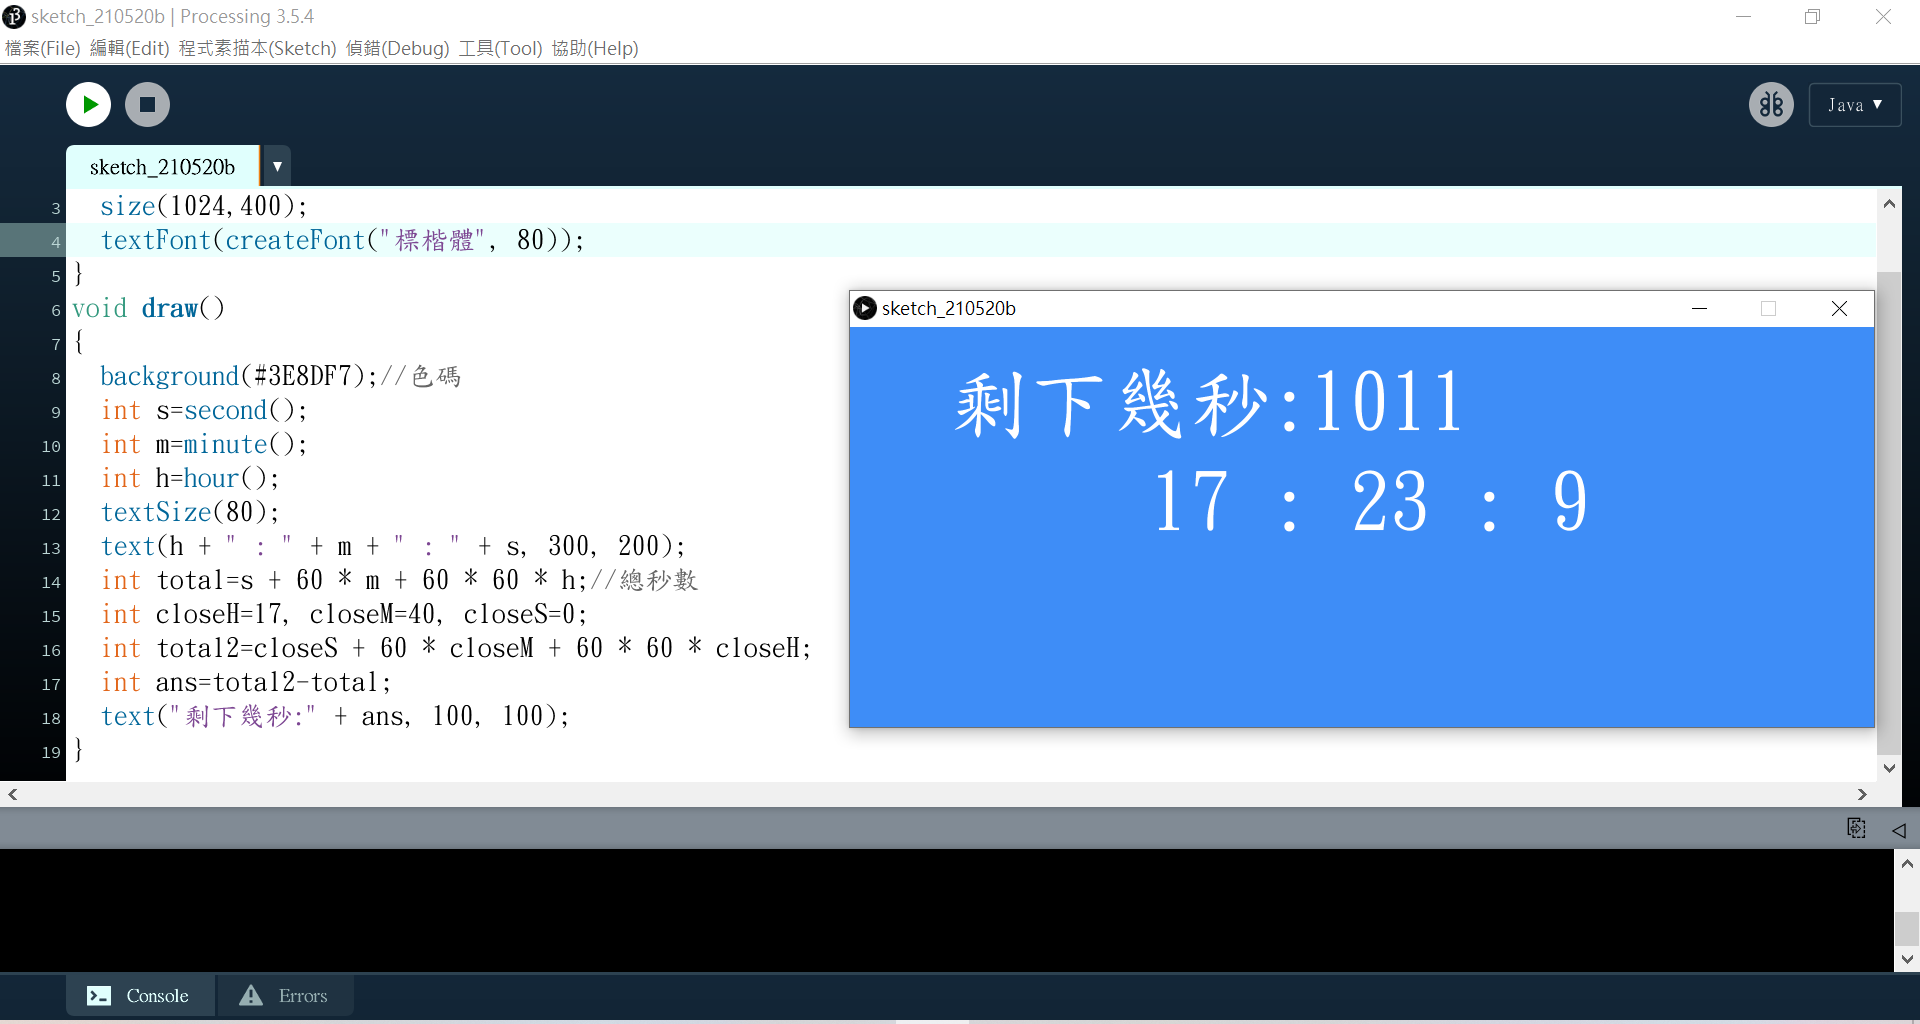 sketch_210520b | Processing 3.5.4
檔案(File) 編輯(Edit) 程式素描本(Sketch) 偵錯(Debug) 工具(Tool) 協助(Help)
Java ▼
sketch_210520b ▼
3 size(1024,400);
4 textFont(createFont("標楷體", 80));
5 }
6 void draw()
7 {
8 background(#3E8DF7);//色碼
9 int s=second();
10 int m=minute();
11 int h=hour();
12 textSize(80);
13 text(h + " : " + m + " : " + s, 300, 200);
14 int total=s + 60 * m + 60 * 60 * h;//總秒數
15 int closeH=17, closeM=40, closeS=0;
16 int total2=closeS + 60 * closeM + 60 * 60 * closeH;
17 int ans=total2-total;
18 text("剩下幾秒:" + ans, 100, 100);
19 }
sketch_210520b
剩下幾秒:1011
17 : 23 : 9
Console Errors